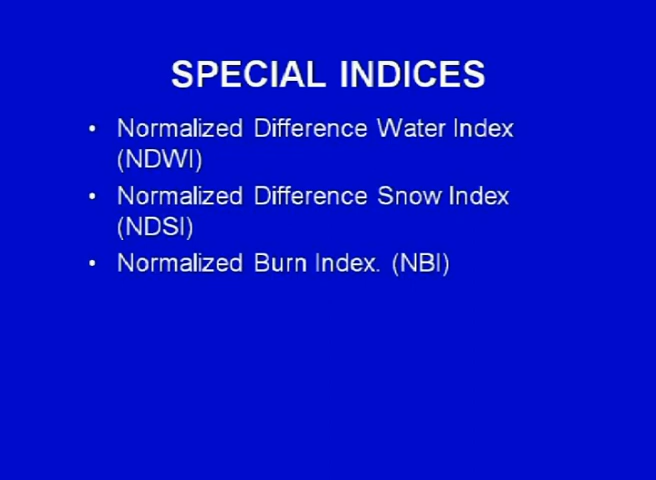 SPECIAL INDICES
• Normalized Difference Water Index
(NDWI)
• Normalized Difference Snow Index
(NDSI)
• Normalized Burn Index. (NBI)